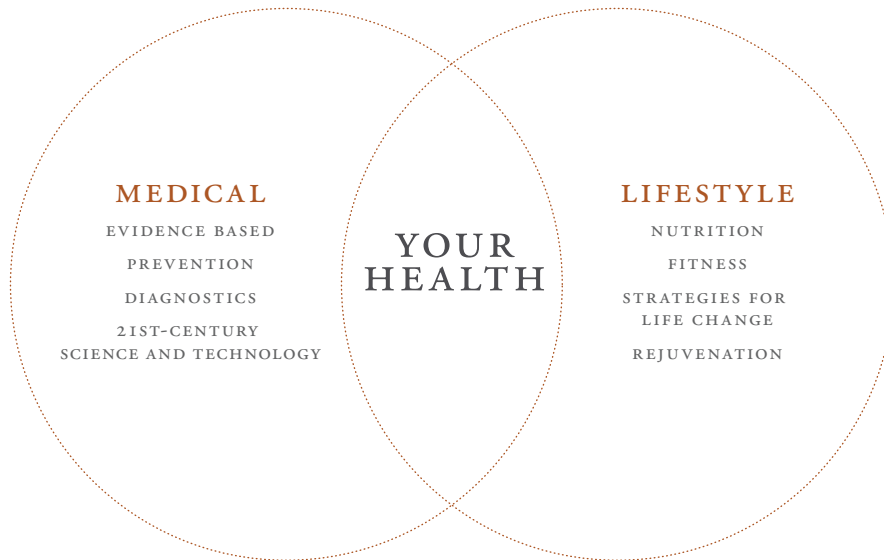 MEDICAL
EVIDENCE BASED
PREVENTION
DIAGNOSTICS
21ST-CENTURY
SCIENCE AND TECHNOLOGY
YOUR
HEALTH
LIFESTYLE
NUTRITION
FITNESS
STRATEGIES FOR
LIFE CHANGE
REJUVENATION